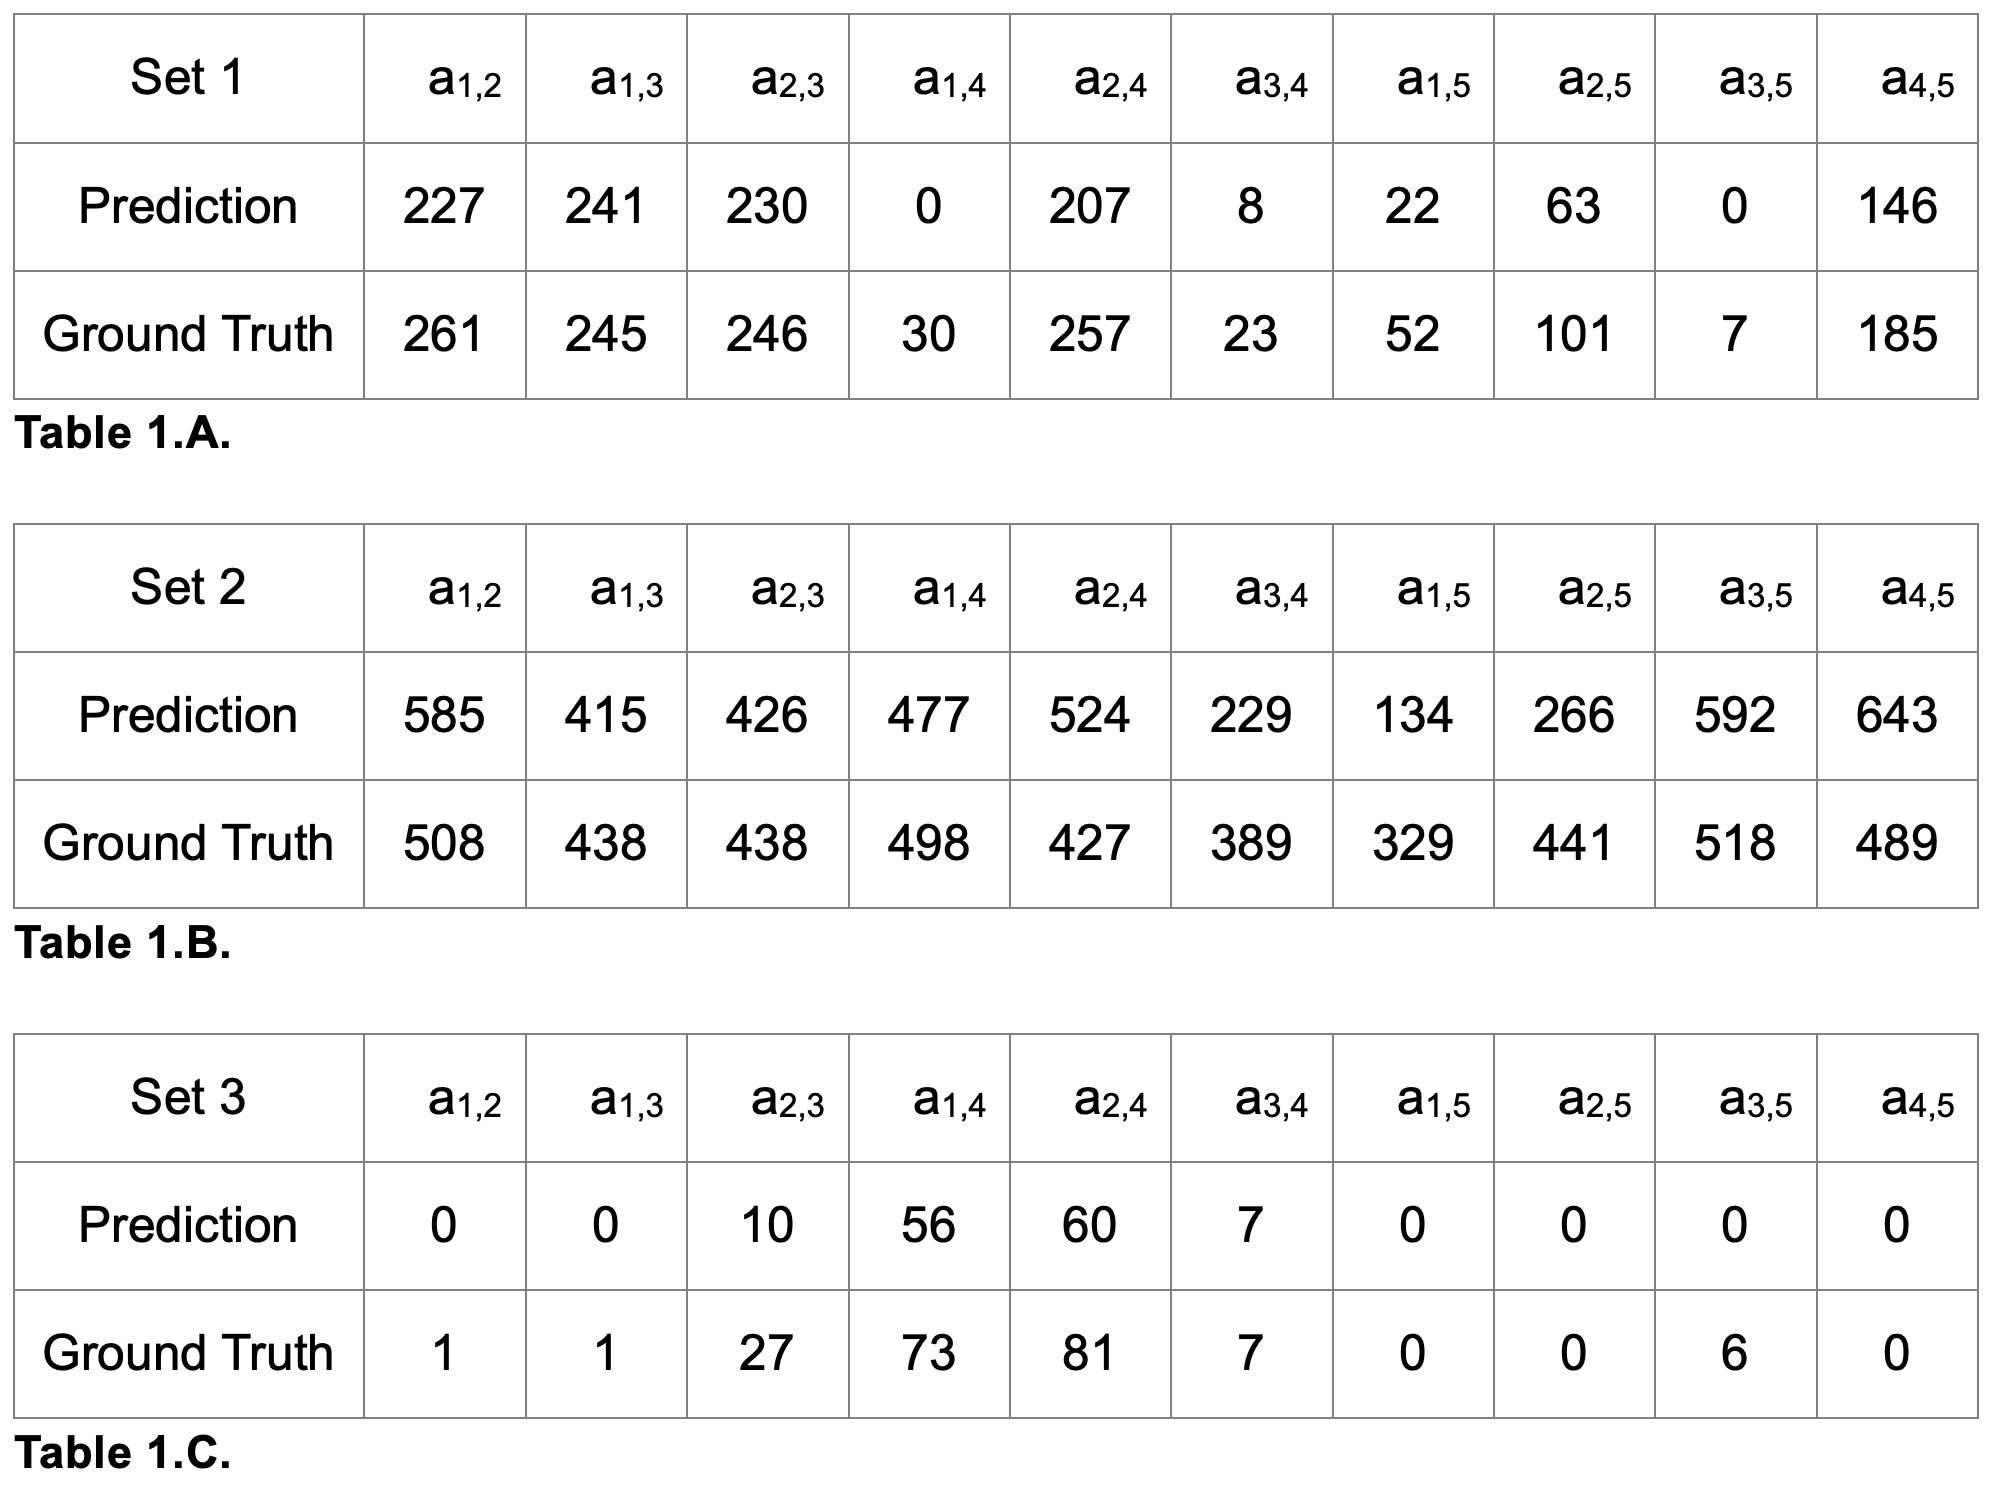 Set 1 a1,2 a1,3 a2,3 a1,4 a2,4 a3,4 a1,5 a2,5 a3,5 a4,5
Prediction 227 241 230 0 207 8 22 63 0 146
Ground Truth 261 245 246 30 257 23 52 101 7 185
Table 1.A.
Set 2 a1,2 a1,3 a2,3 a1,4 a2,4 a3,4 a1,5 a2,5 a3,5 a4,5
Prediction 585 415 426 477 524 229 134 266 592 643
Ground Truth 508 438 438 498 427 389 329 441 518 489
Table 1.B.
Set 3 a1,2 a1,3 a2,3 a1,4 a2,4 a3,4 a1,5 a2,5 a3,5 a4,5
Prediction 0 0 10 56 60 7 0 0 0 0
Ground Truth 1 1 27 73 81 7 0 0 6 0
Table 1.C.